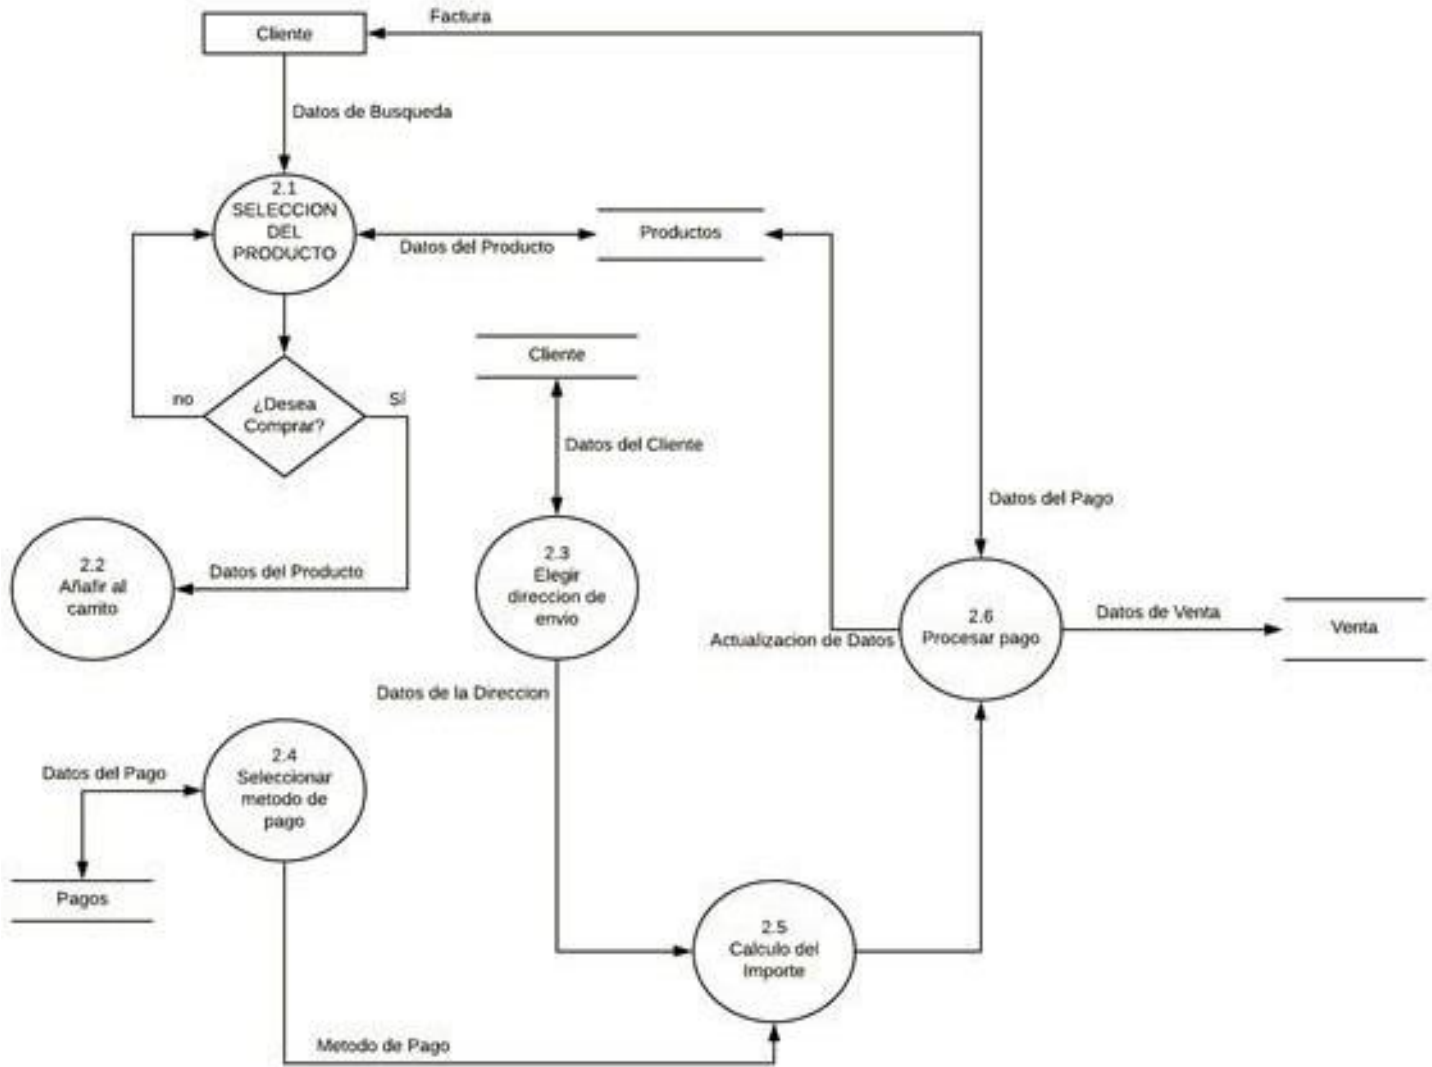 Factura
Cliente
Datos de Busqueda
2.1
SELECCION
DEL
PRODUCTO
Datos del Producto
Productos
Cliente
no
¿Desea
Comprar?
Sí
Datos del Cliente
Datos del Pago
2.2
Añafir al
carrito
Datos del Producto
2.3
Elegir
direccion de
envio
2.6
Procesar pago
Actualizacion de Datos
Datos de Venta
Venta
Datos de la Direccion
2.4
Seleccionar
metodo de
pago
Datos del Pago
Pagos
2.5
Calculo del
Importe
Metodo de Pago